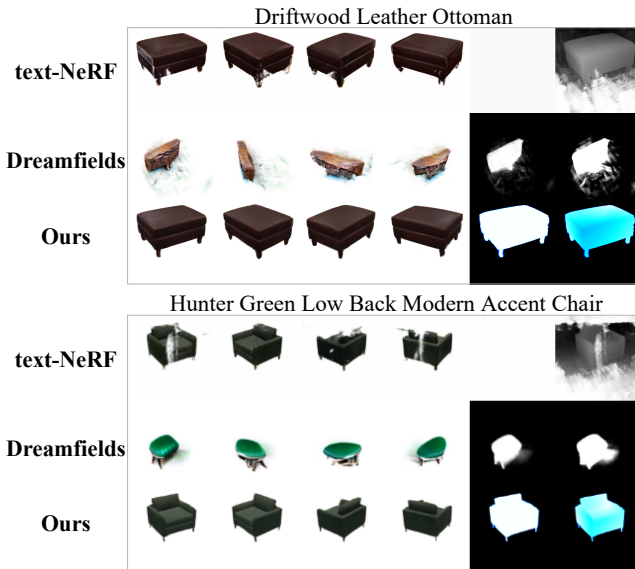 Driftwood Leather Ottoman
text-NeRF
Dreamfields
Ours
Hunter Green Low Back Modern Accent Chair
text-NeRF
Dreamfields
Ours